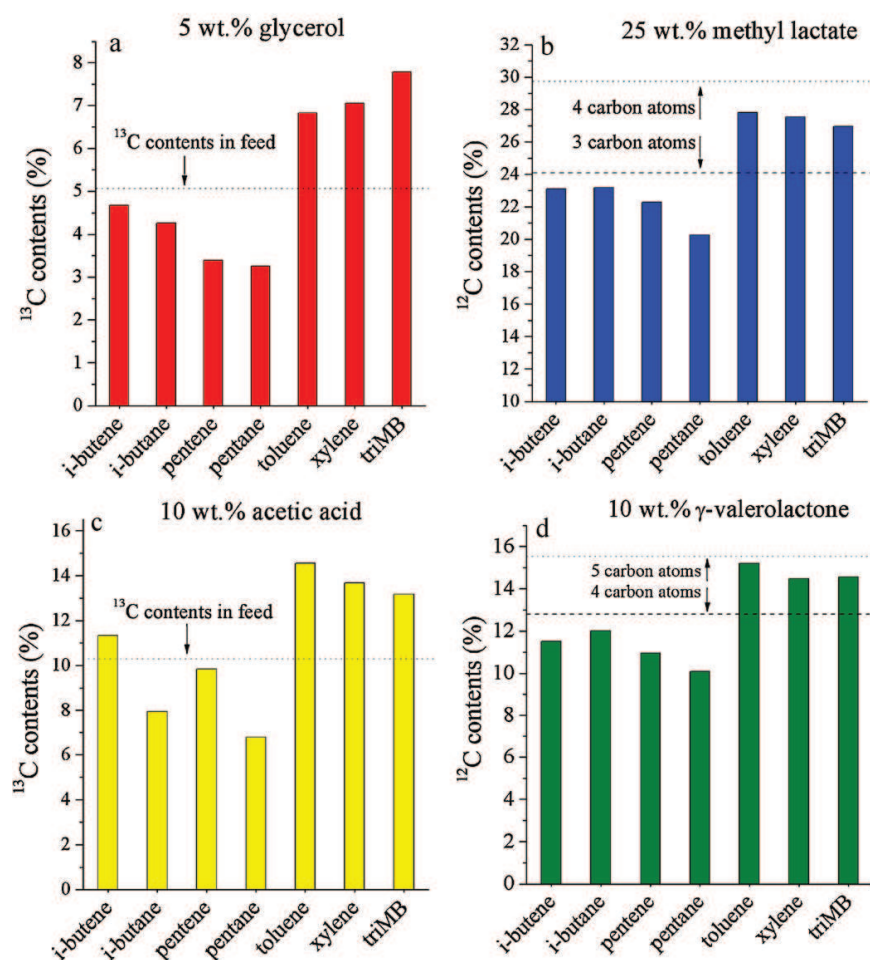 a
5 wt.% glycerol
¹³C contents (%)
8
7
6
5
4
3
2
1
0
¹³C contents in feed
i-butene
i-butane
pentene
pentane
toluene
xylene
triMB
b
25 wt.% methyl lactate
¹²C contents (%)
32
30
28
26
24
22
20
18
16
14
12
10
4 carbon atoms
3 carbon atoms
i-butene
i-butane
pentene
pentane
toluene
xylene
triMB
c
10 wt.% acetic acid
¹³C contents (%)
16
14
12
10
8
6
4
2
0
¹³C contents in feed
i-butene
i-butane
pentene
pentane
toluene
xylene
triMB
d
10 wt.% γ-valerolactone
¹²C contents (%)
16
14
12
10
8
6
4
2
0
5 carbon atoms
4 carbon atoms
i-butene
i-butane
pentene
pentane
toluene
xylene
triMB